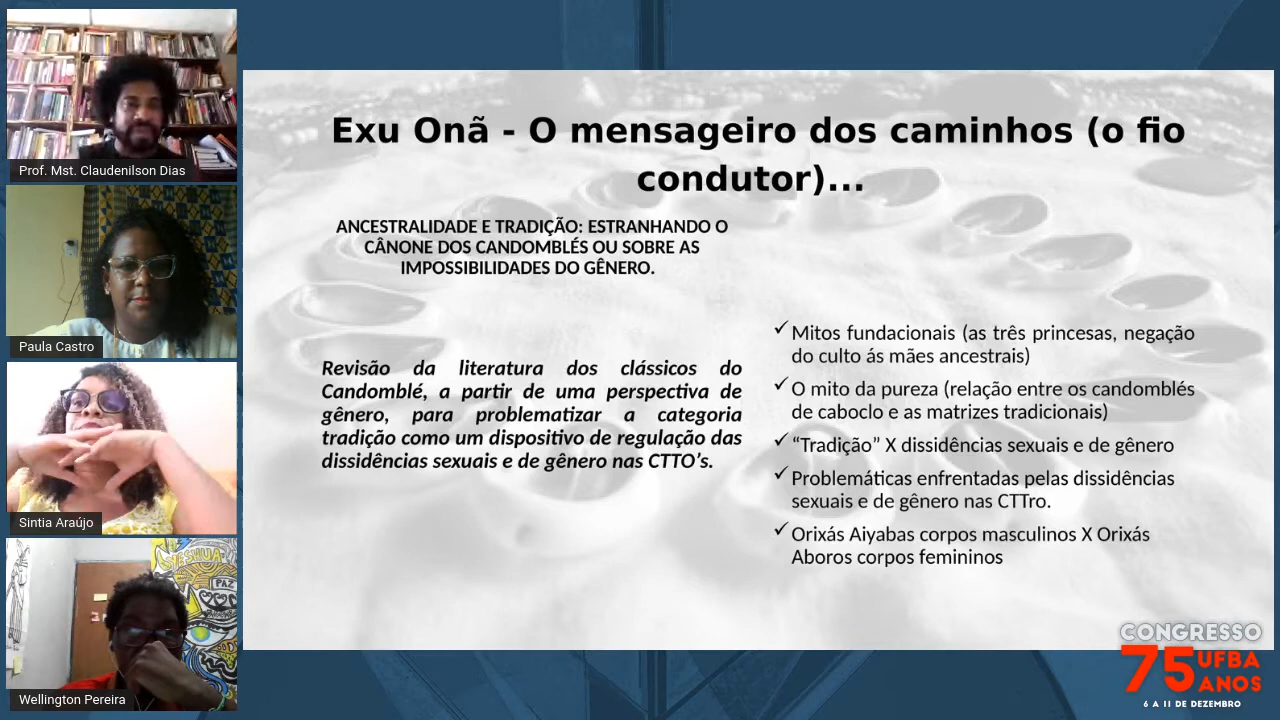 Prof. Mst. Claudenilson Dias
Paula Castro
Sintia Araújo
YESHUA
PAZ
Wellington Pereira
Exu Onã - O mensageiro dos caminhos (o fio
condutor)...
ANCESTRALIDADE E TRADIÇÃO: ESTRANHANDO O
CÂNONE DOS CANDOMBLÉS OU SOBRE AS
IMPOSSIBILIDADES DO GÊNERO.
Revisão da literatura dos clássicos do
Candomblé, a partir de uma perspectiva de
gênero, para problematizar a categoria
tradição como um dispositivo de regulação das
dissidências sexuais e de gênero nas CTTO’s.
✓Mitos fundacionais (as três princesas, negação
do culto ás mães ancestrais)
✓O mito da pureza (relação entre os candomblés
de caboclo e as matrizes tradicionais)
✓“Tradição” X dissidências sexuais e de gênero
✓Problemáticas enfrentadas pelas dissidências
sexuais e de gênero nas CTTro.
✓Orixás Aiyabas corpos masculinos X Orixás
Aboros corpos femininos
CONGRESSO
75 UFBA
ANOS
6 A 11 DE DEZEMBRO